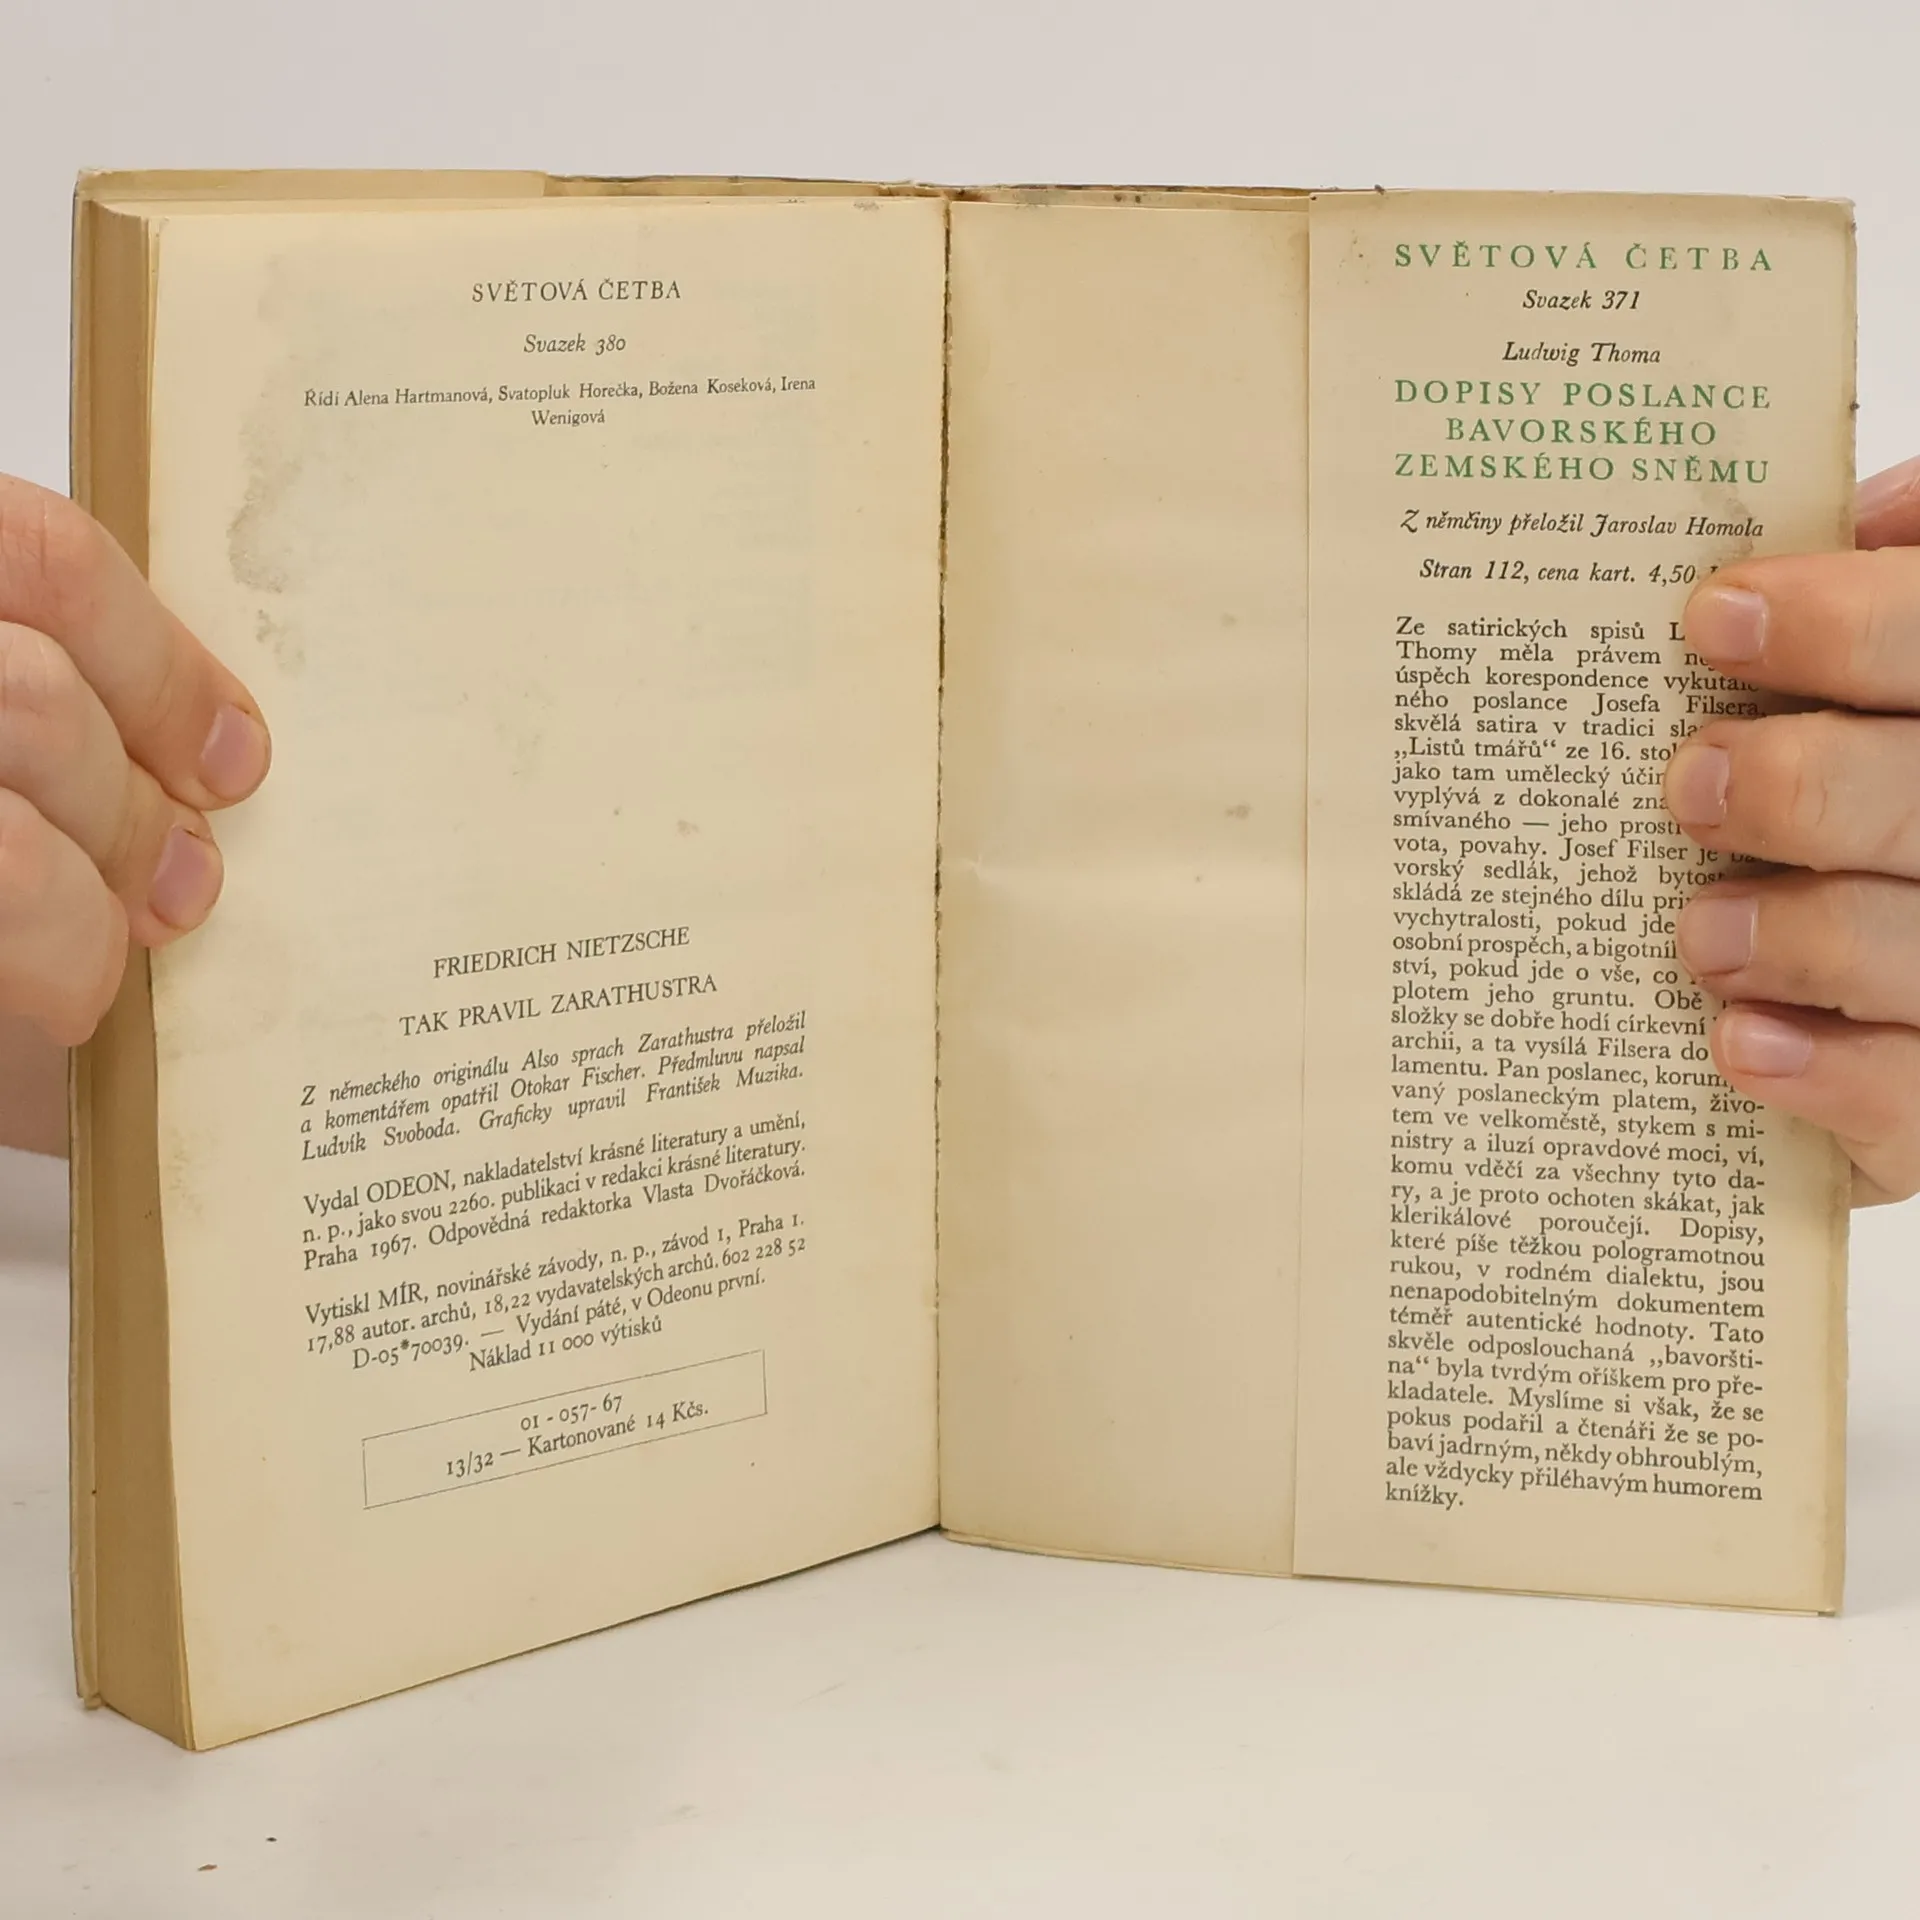 SVĚTOVÁ ČETBA
Svazek 380
Řídí Alena Hartmanová, Svatopluk Horečka, Božena Koseková, Irena
Wenigová
FRIEDRICH NIETZSCHE
TAK PRAVIL ZARATHUSTRA
Z německého originálu Also sprach Zarathustra přeložil
a komentářem opatřil Otokar Fischer. Předmluvu napsal
Ludvík Svoboda. Graficky upravil František Muzika.
Vydal ODEON, nakladatelství krásné literatury a umění,
n. p., jako svou 2260. publikaci v redakci krásné literatury.
Praha 1967. Odpovědná redaktorka Vlasta Dvořáčková.
Vytiskl MÍR, novinářské závody, n. p., závod 1, Praha 1.
17,88 autor. archů, 18,22 vydavatelských archů. 602 228 52
D-05*70039. — Vydání páté, v Odeonu první.
Náklad 11 000 výtisků
01 - 057- 67
13/32 — Kartonované 14 Kčs.
SVĚTOVÁ ČETBA
Svazek 371
Ludwig Thoma
DOPISY POSLANCE
BAVORSKÉHO
ZEMSKÉHO SNĚMU
Z němčiny přeložil Jaroslav Homola
Stran 112, cena kart. 4,50
Ze satirických spisů
Thomy měla právem
úspěch korespondence vykutále-
ného poslance Josefa Filsera,
skvělá satira v tradici
„Listů tmářů“ ze 16.
jako tam umělecký
vyplývá z dokonalé
smívaného — jeho
vota, povahy. Josef Filser je
vorský sedlák, jehož
skládá ze stejného dílu
vychytralosti, pokud jde
osobní prospěch, a
ství, pokud jde o vše, co
plotem jeho gruntu. Obě
složky se dobře hodí církevní
archii, a ta vysílá Filsera do
lamentu. Pan poslanec,
vaný poslaneckým platem, živo-
tem ve velkoměstě, stykem s mi-
nistry a iluzí opravdové moci, ví,
komu vděčí za všechny tyto da-
ry, a je proto ochoten skákat, jak
klerikálové poroučejí. Dopisy,
které píše těžkou pologramotnou
rukou, v rodném dialektu, jsou
nenapodobitelným dokumentem
téměř autentické hodnoty. Tato
skvěle odposlouchaná „bavoršti-
na“ byla tvrdým oříškem pro pře-
kladatele. Myslíme si však, že se
pokus podařil a čtenáři že se po-
baví jadrným, někdy obhroublým,
ale vždycky přiléhavým humorem
knížky.